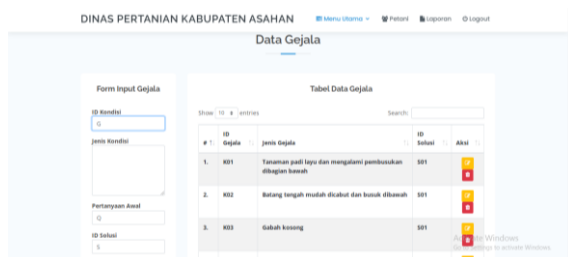 DINAS PERTANIAN KABUPATEN ASAHAN
Menu Utama
Petani
Laporan
Logout
Data Gejala
Form Input Gejala
ID Kondisi
G
Jenis Kondisi
Pertanyaan Awal
G
ID Solusi
S
Tabel Data Gejala
Show 10 entries
Search:
# ID Gejala Jenis Gejala ID Solusi Aksi
1. K01 Tanaman padi layu dan mengalami pembusukan dibagian bawah S01
2. K02 Batang tengah mudah dicabut dan busuk dibawah S01
3. K03 Gabah kosong S01
Windows
to activate Windows.